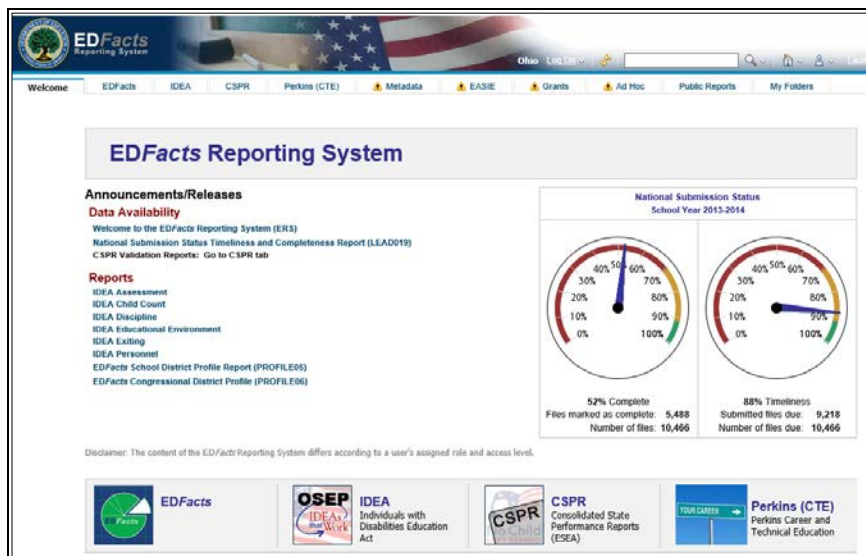 EDFacts
Reporting System
Ohio Log On
Welcome EDFacts IDEA CSPR Perkins (CTE) Metadata EASIE Grants Ad Hoc Public Reports My Folders
EDFacts Reporting System
Announcements/Releases
Data Availability
Welcome to the EDFacts Reporting System (ERS)
National Submission Status Timeliness and Completeness Report (LEAD019)
CSPR Validation Reports: Go to CSPR tab
Reports
IDEA Assessment
IDEA Child Count
IDEA Discipline
IDEA Educational Environment
IDEA Exiting
IDEA Personnel
EDFacts School District Profile Report (PROFILE05)
EDFacts Congressional District Profile (PROFILE06)
National Submission Status
School Year 2013-2014
0% 10% 20% 30% 40% 50% 60% 70% 80% 90% 100%
52% Complete
Files marked as complete: 5,488
Number of files: 10,466
0% 10% 20% 30% 40% 50% 60% 70% 80% 90% 100%
88% Timeliness
Submitted files due: 9,218
Number of files due: 10,466
Disclaimer: The content of the EDFacts Reporting System differs according to a user's assigned role and access level.
EDFacts
EDFacts
OSEP
IDEAs
that Work
IDEA
Individuals with
Disabilities Education
Act
CSPR
CSPR
Consolidated State
Performance Reports
(ESEA)
YOUR CAREER
Perkins (CTE)
Perkins Career and
Technical Education